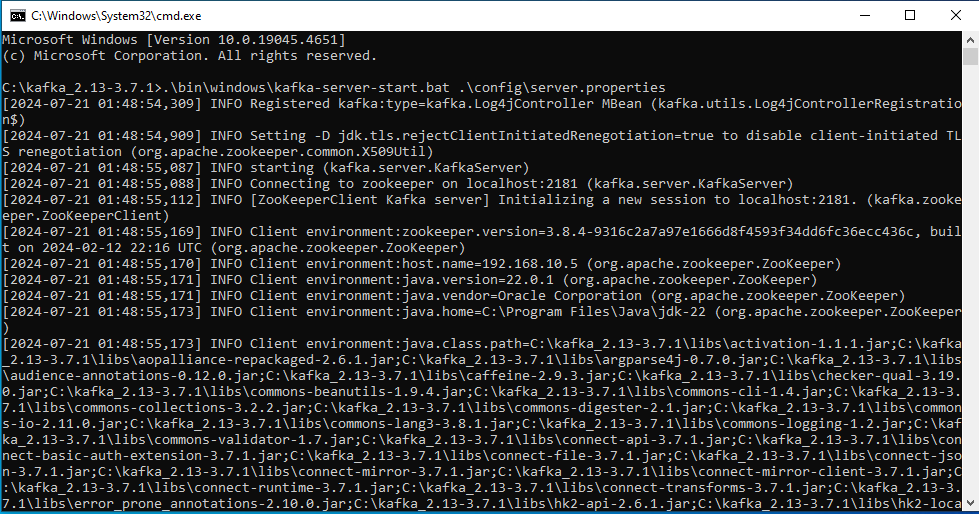 C:\Windows\System32\cmd.exe
Microsoft Windows [Version 10.0.19045.4651]
(c) Microsoft Corporation. All rights reserved.
C:\kafka_2.13-3.7.1>.\bin\windows\kafka-server-start.bat .\config\server.properties
[2024-07-21 01:48:54,309] INFO Registered kafka:type=kafka.Log4jController MBean (kafka.utils.Log4jControllerRegistratio
n$)
[2024-07-21 01:48:54,909] INFO Setting -D jdk.tls.rejectClientInitiatedRenegotiation=true to disable client-initiated TL
S renegotiation (org.apache.zookeeper.common.X509Util)
[2024-07-21 01:48:55,087] INFO starting (kafka.server.KafkaServer)
[2024-07-21 01:48:55,088] INFO Connecting to zookeeper on localhost:2181 (kafka.server.KafkaServer)
[2024-07-21 01:48:55,112] INFO [ZooKeeperClient Kafka server] Initializing a new session to localhost:2181. (kafka.zooke
eper.ZooKeeperClient)
[2024-07-21 01:48:55,169] INFO Client environment:zookeeper.version=3.8.4-9316c2a7a97e1666d8f4593f34dd6fc36ecc436c, buil
t on 2024-02-12 22:16 UTC (org.apache.zookeeper.ZooKeeper)
[2024-07-21 01:48:55,170] INFO Client environment:host.name=192.168.10.5 (org.apache.zookeeper.ZooKeeper)
[2024-07-21 01:48:55,171] INFO Client environment:java.version=22.0.1 (org.apache.zookeeper.ZooKeeper)
[2024-07-21 01:48:55,171] INFO Client environment:java.vendor=Oracle Corporation (org.apache.zookeeper.ZooKeeper)
[2024-07-21 01:48:55,173] INFO Client environment:java.home=C:\Program Files\Java\jdk-22 (org.apache.zookeeper.ZooKeeper
)
[2024-07-21 01:48:55,173] INFO Client environment:java.class.path=C:\kafka_2.13-3.7.1\libs\activation-1.1.1.jar;C:\kafka
_2.13-3.7.1\libs\aopalliance-repackaged-2.6.1.jar;C:\kafka_2.13-3.7.1\libs\argparse4j-0.7.0.jar;C:\kafka_2.13-3.7.1\libs
\audience-annotations-0.12.0.jar;C:\kafka_2.13-3.7.1\libs\caffeine-2.9.3.jar;C:\kafka_2.13-3.7.1\libs\checker-qual-3.19.
0.jar;C:\kafka_2.13-3.7.1\libs\commons-beanutils-1.9.4.jar;C:\kafka_2.13-3.7.1\libs\commons-cli-1.4.jar;C:\kafka_2.13-3.
7.1\libs\commons-collections-3.2.2.jar;C:\kafka_2.13-3.7.1\libs\commons-digester-2.1.jar;C:\kafka_2.13-3.7.1\libs\common
s-io-2.11.0.jar;C:\kafka_2.13-3.7.1\libs\commons-lang3-3.8.1.jar;C:\kafka_2.13-3.7.1\libs\commons-logging-1.2.jar;C:\kaf
ka_2.13-3.7.1\libs\commons-validator-1.7.jar;C:\kafka_2.13-3.7.1\libs\connect-api-3.7.1.jar;C:\kafka_2.13-3.7.1\libs\con
nect-basic-auth-extension-3.7.1.jar;C:\kafka_2.13-3.7.1\libs\connect-file-3.7.1.jar;C:\kafka_2.13-3.7.1\libs\connect-jso
n-3.7.1.jar;C:\kafka_2.13-3.7.1\libs\connect-mirror-3.7.1.jar;C:\kafka_2.13-3.7.1\libs\connect-mirror-client-3.7.1.jar;C
:\kafka_2.13-3.7.1\libs\connect-runtime-3.7.1.jar;C:\kafka_2.13-3.7.1\libs\connect-transforms-3.7.1.jar;C:\kafka_2.13-3.
7.1\libs\error_prone_annotations-2.10.0.jar;C:\kafka_2.13-3.7.1\libs\hk2-api-2.6.1.jar;C:\kafka_2.13-3.7.1\libs\hk2-loca